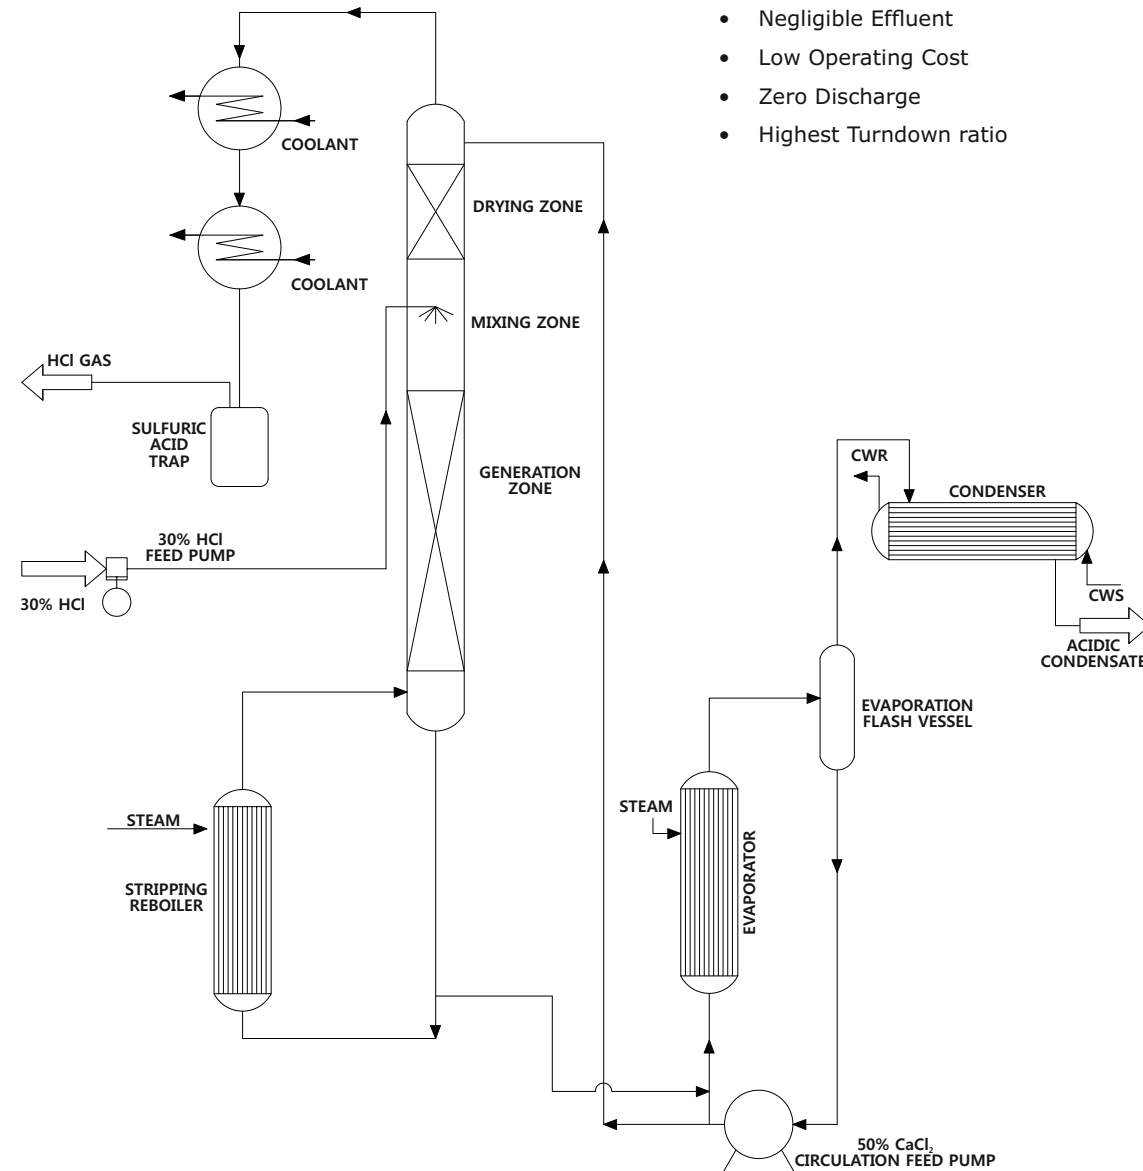 • Negligible Effluent
• Low Operating Cost
• Zero Discharge
• Highest Turndown ratio
COOLANT
DRYING ZONE
COOLANT
MIXING ZONE
HCl GAS
SULFURIC
ACID
TRAP
GENERATION
ZONE
CWR
CONDENSER
30% HCl
FEED PUMP
30% HCl
CWS
ACIDIC
CONDENSATE
EVAPORATION
FLASH VESSEL
STEAM
STEAM
STRIPPING
REBOILER
EVAPORATOR
50% CaCl₂
CIRCULATION FEED PUMP